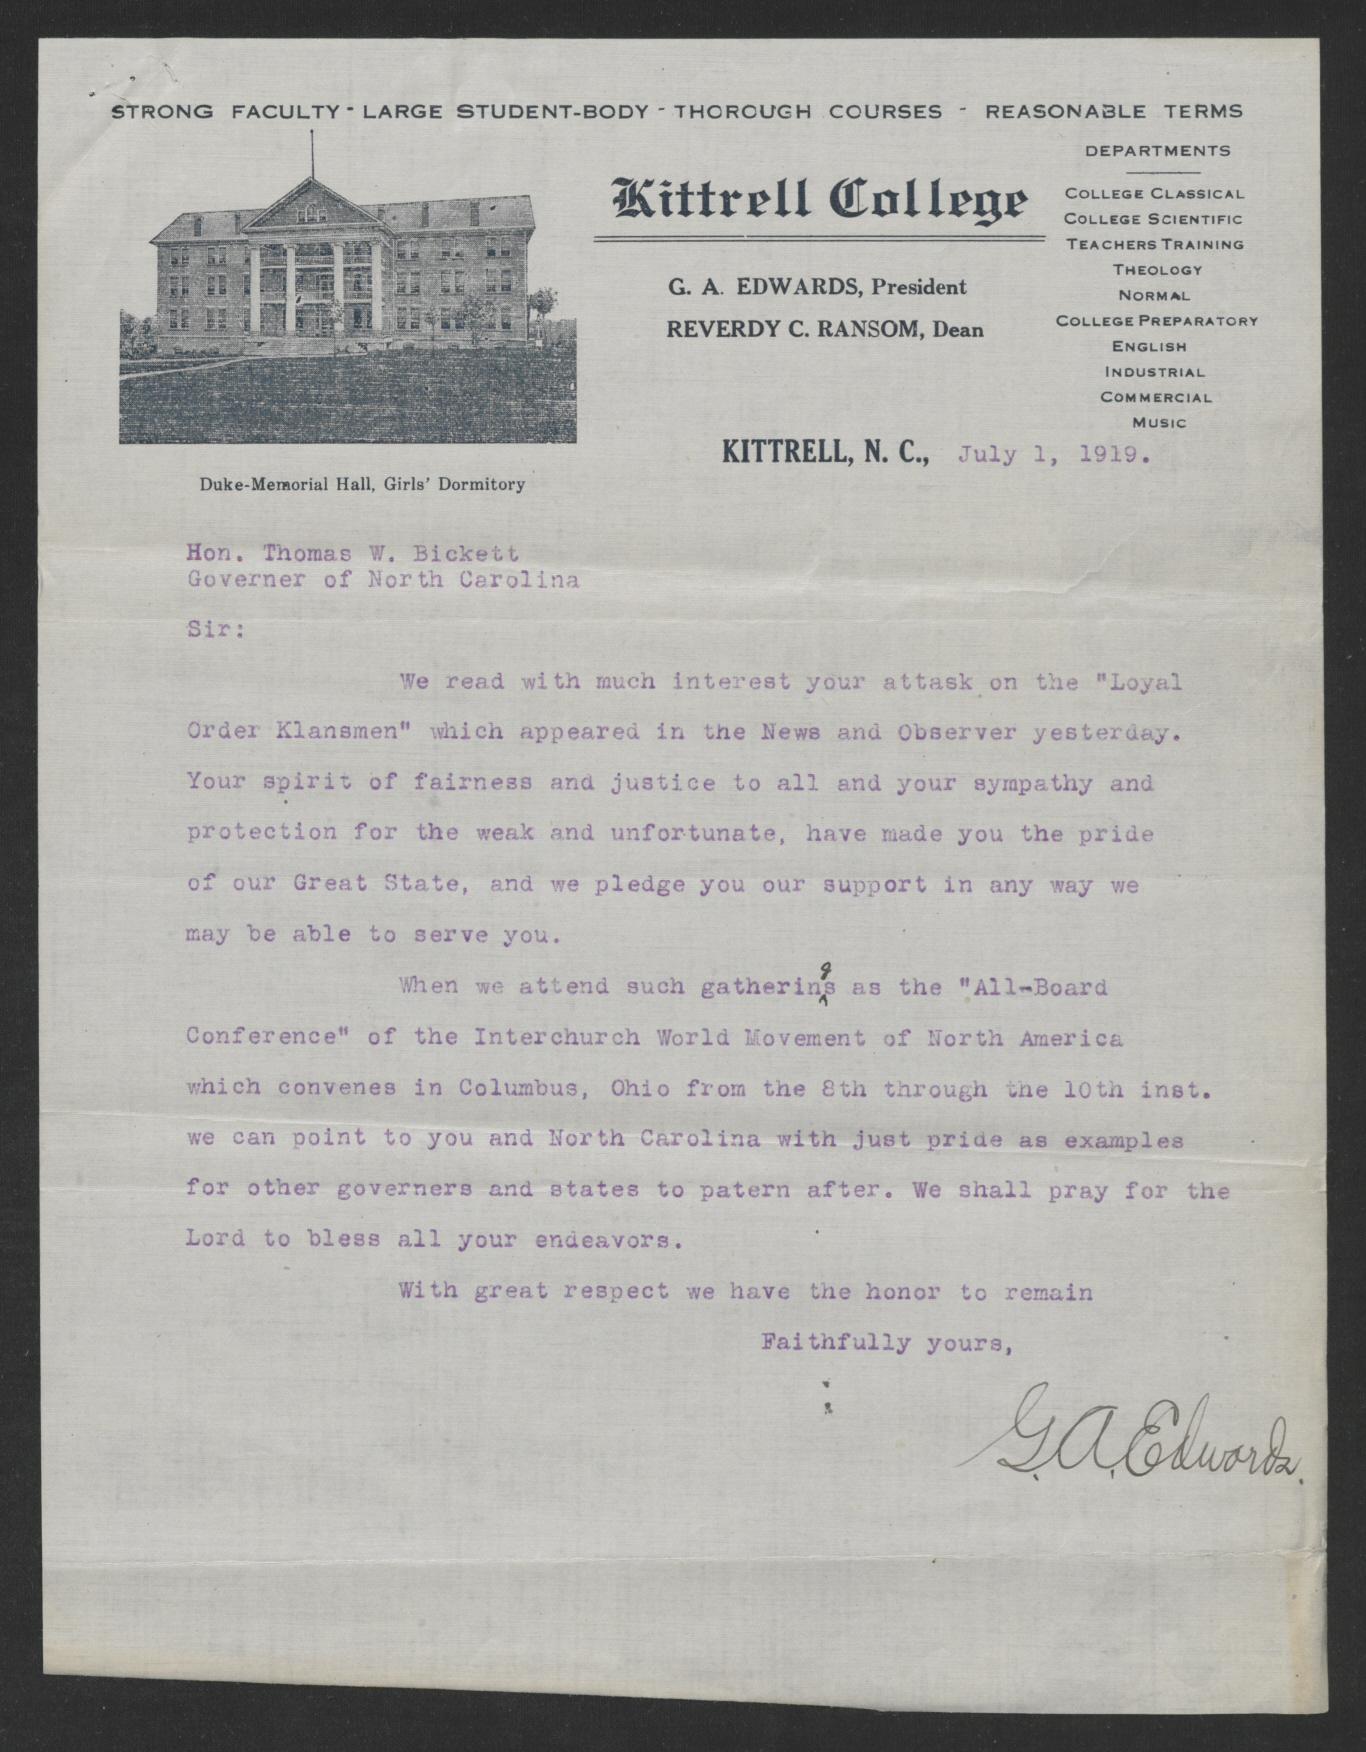 STRONG FACULTY - LARGE STUDENT-BODY - THOROUGH COURSES - REASONABLE TERMS
DEPARTMENTS
COLLEGE CLASSICAL
COLLEGE SCIENTIFIC
TEACHERS TRAINING
THEOLOGY
NORMAL
COLLEGE PREPARATORY
ENGLISH
INDUSTRIAL
COMMERCIAL
MUSIC
Kittrell College
G. A. EDWARDS, President
REVERDY C. RANSOM, Dean
KITTRELL, N. C., July 1, 1919.
Duke-Memorial Hall, Girls' Dormitory
Hon. Thomas W. Bickett
Governer of North Carolina
Sir:
We read with much interest your attask on the "Loyal
Order Klansmen" which appeared in the News and Observer yesterday.
Your spirit of fairness and justice to all and your sympathy and
protection for the weak and unfortunate, have made you the pride
of our Great State, and we pledge you our support in any way we
may be able to serve you.
When we attend such gatherings as the "All-Board
Conference" of the Interchurch World Movement of North America
which convenes in Columbus, Ohio from the 8th through the 10th inst.
we can point to you and North Carolina with just pride as examples
for other governers and states to patern after. We shall pray for the
Lord to bless all your endeavors.
With great respect we have the honor to remain
Faithfully yours,
G. A. Edwards.